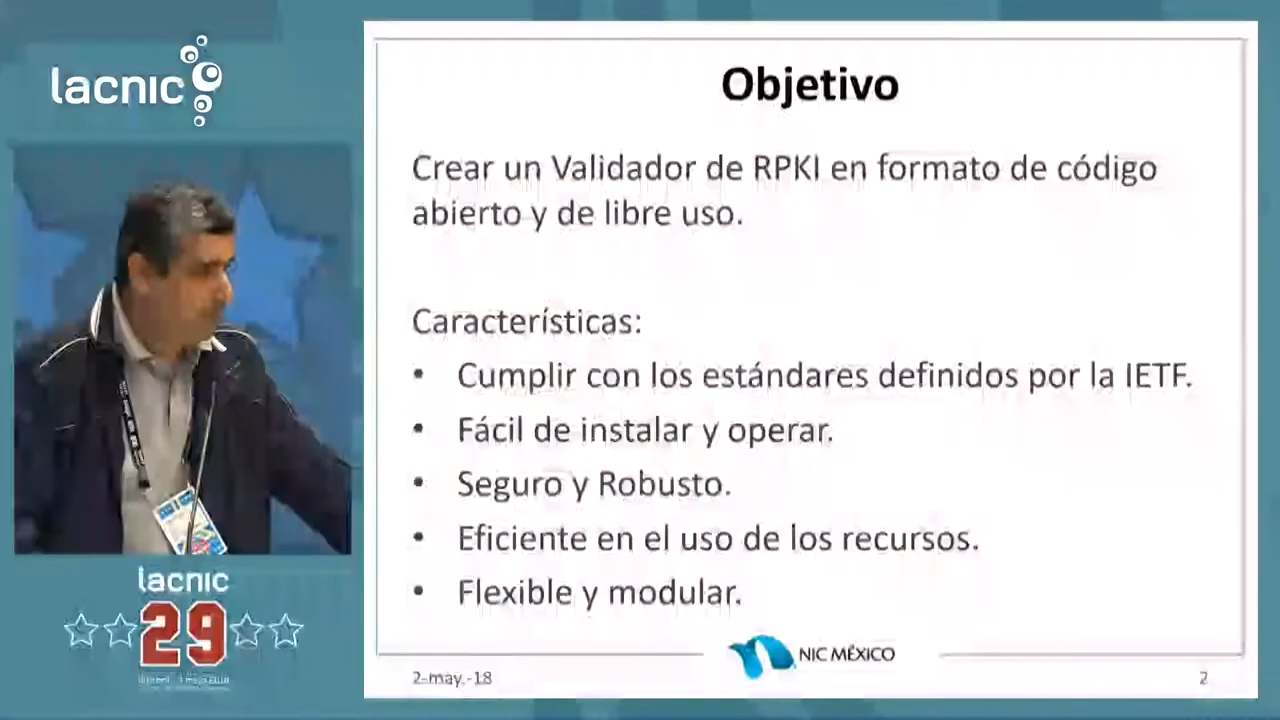 lacnic
Objetivo
Crear un Validador de RPKI en formato de código
abierto y de libre uso.
Características:
• Cumplir con los estándares definidos por la IETF.
• Fácil de instalar y operar.
• Seguro y Robusto.
• Eficiente en el uso de los recursos.
• Flexible y modular.
lacnic
29
NIC MÉXICO
2-may.-18
2